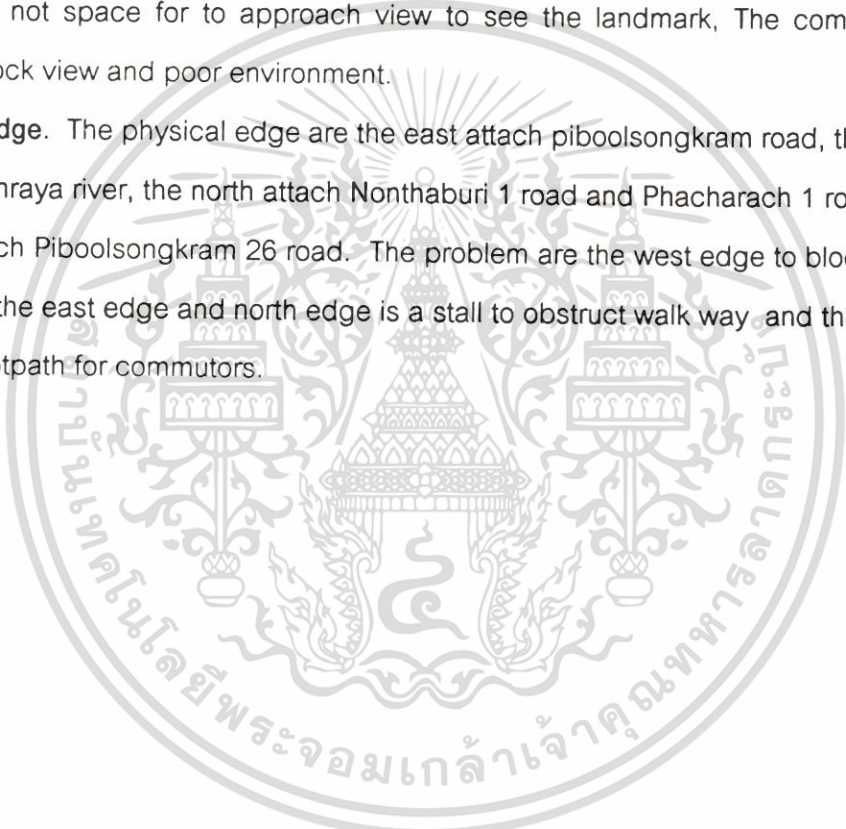 not space for to approach view to see the landmark, The com
ock view and poor environment.
dge. The physical edge are the east attach piboolsongkram road, th
hraya river, the north attach Nonthaburi 1 road and Phacharach 1 ro
ch Piboolsongkram 26 road. The problem are the west edge to bloc
the east edge and north edge is a stall to obstruct walk way and th
otpath for commutors.
สถาบันเทคโนโลยีพระจอมเกล้าเจ้าคุณทหารลาดกระบัง